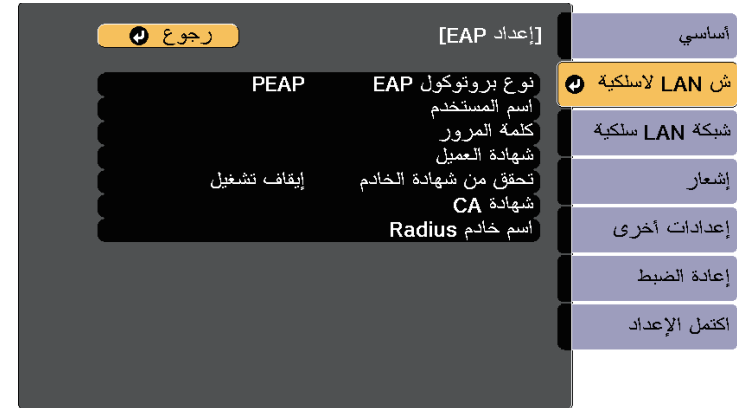 أساسي
ش LAN لاسلكية
شبكة LAN سلكية
إشعار
إعدادات أخرى
إعادة الضبط
اكتمل الإعداد
[إعداد EAP]
رجوع
نوع بروتوكول EAP PEAP
اسم المستخدم
كلمة المرور
شهادة العميل
تحقق من شهادة الخادم إيقاف تشغيل
شهادة CA
اسم خادم Radius